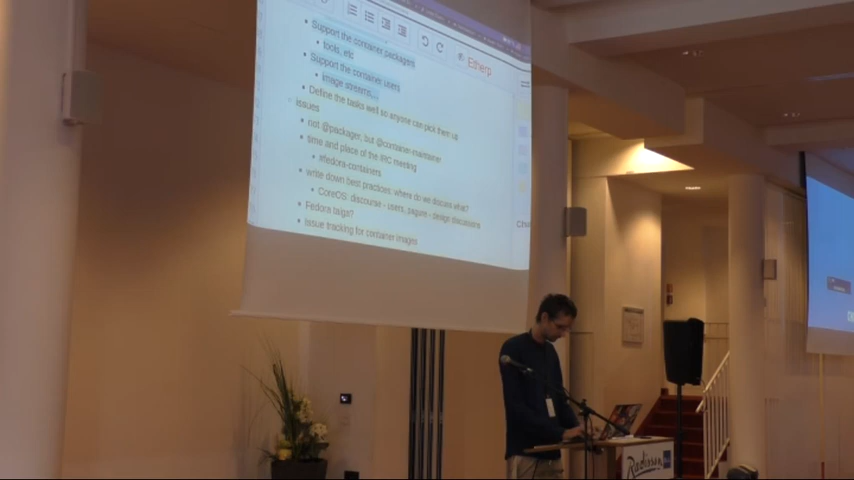 Etherp
Support the container packagers
tools, etc
Support the container users
image streams....
Define the tasks well so anyone can pick them up
issues
not @packager, but @container-maintainer
time and place of the IRC meeting
#fedora-containers
write down best practices: where do we discuss what?
CoreOS: discourse - users, pagure - design discussions
Fedora taiga?
issue tracking for container images
Cha
Radisson